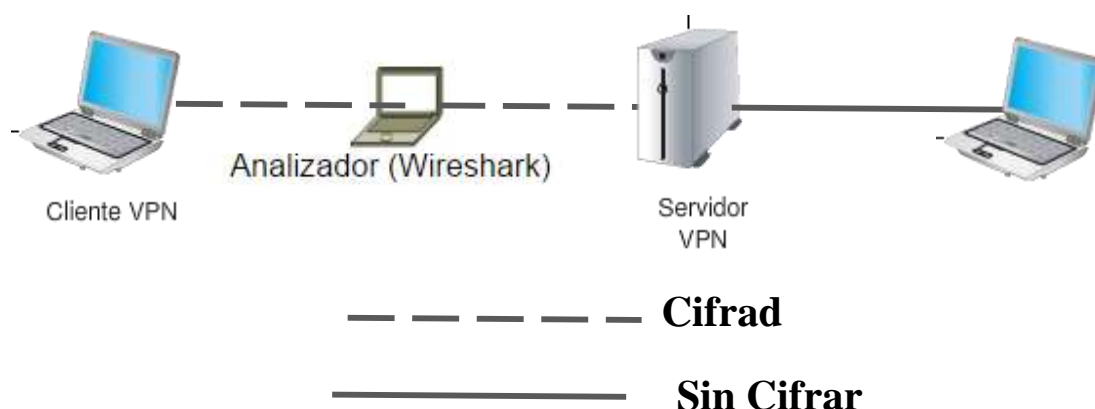 Analizador (Wireshark)
Cliente VPN
Servidor
VPN
Cifrad
Sin Cifrar